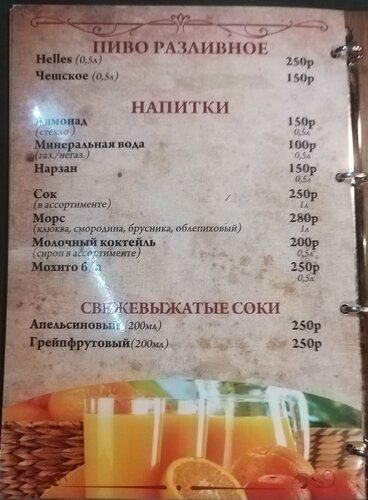 ПИВО РАЗЛИВНОЕ
Helles (0,5л) 250р
Чешское (0,5л) 150р
НАПИТКИ
Лимонад 150р
(стекло) 0,5л
Минеральная вода 100р
(газ./негаз.) 0,5л
Нарзан 150р
0,5л
Сок 250р
(в ассортименте) 1л
Морс 280р
(клюква, смородина, брусника, облепиховый) 1л
Молочный коктейль 200р
(сироп в ассортименте) 0,5л
Мохито б/а 250р
0,5л
СВЕЖЕВЫЖАТЫЕ СОКИ
Апельсиновый (200мл) 250р
Грейпфрутовый (200мл) 250р